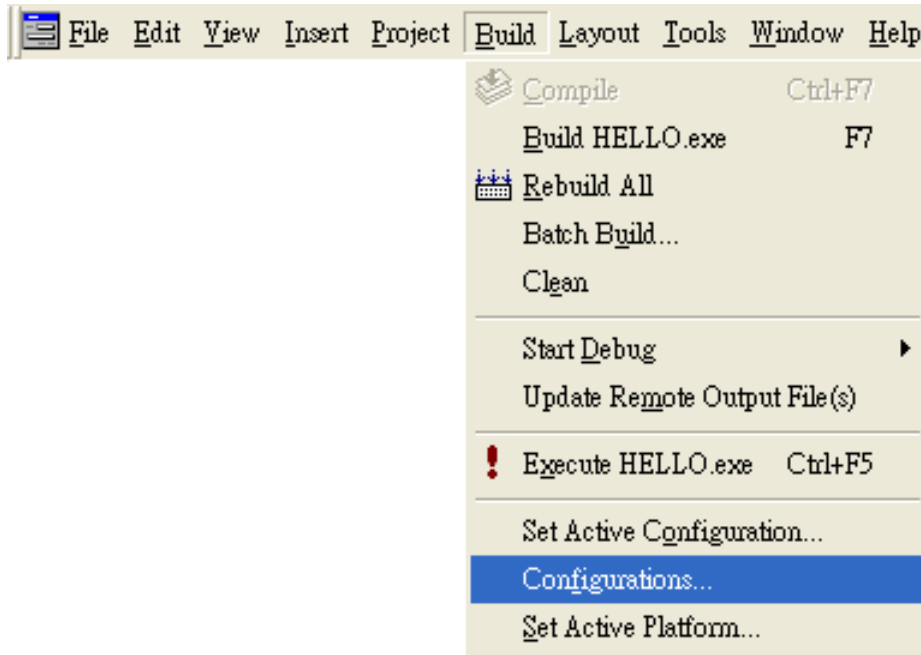 File Edit View Insert Project Build Layout Tools Window Help
Compile Ctrl+F7
Build HELLO.exe F7
Rebuild All
Batch Build...
Clean
Start Debug
Update Remote Output File(s)
Execute HELLO.exe Ctrl+F5
Set Active Configuration...
Configurations...
Set Active Platform...